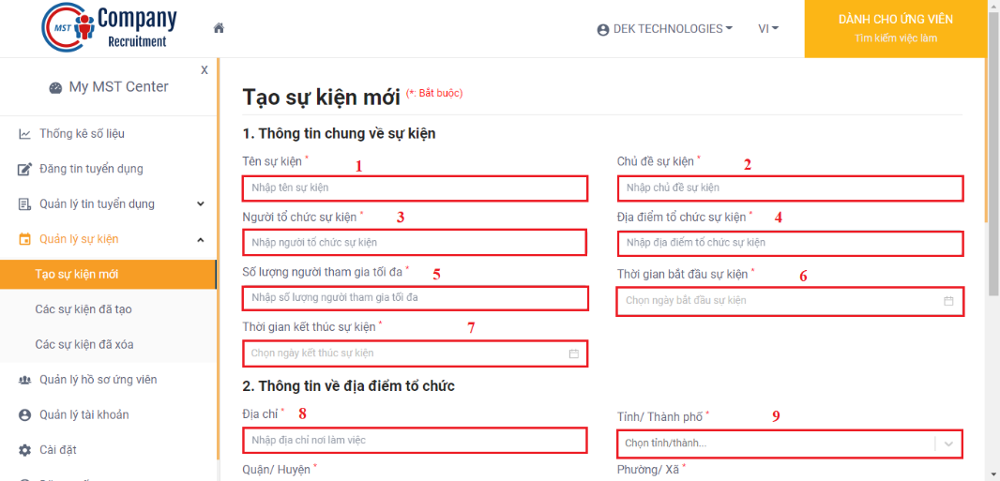 MST Company
Recruitment
DEK TECHNOLOGIES
VI
DÀNH CHO ỨNG VIÊN
Tìm kiếm việc làm
X
My MST Center
Thống kê số liệu
Đăng tin tuyển dụng
Quản lý tin tuyển dụng
Quản lý sự kiện
Tạo sự kiện mới
Các sự kiện đã tạo
Các sự kiện đã xóa
Quản lý hồ sơ ứng viên
Quản lý tài khoản
Cài đặt
Tạo sự kiện mới (*: Bắt buộc)
1. Thông tin chung về sự kiện
Tên sự kiện * 1
Nhập tên sự kiện
Chủ đề sự kiện * 2
Nhập chủ đề sự kiện
Người tổ chức sự kiện * 3
Nhập người tổ chức sự kiện
Địa điểm tổ chức sự kiện * 4
Nhập địa điểm tổ chức sự kiện
Số lượng người tham gia tối đa * 5
Nhập số lượng người tham gia tối đa
Thời gian bắt đầu sự kiện * 6
Chọn ngày bắt đầu sự kiện
Thời gian kết thúc sự kiện * 7
Chọn ngày kết thúc sự kiện
2. Thông tin về địa điểm tổ chức
Địa chỉ * 8
Nhập địa chỉ nơi làm việc
Tỉnh/ Thành phố * 9
Chọn tỉnh/thành...
Quận/ Huyện *
Phường/ Xã *